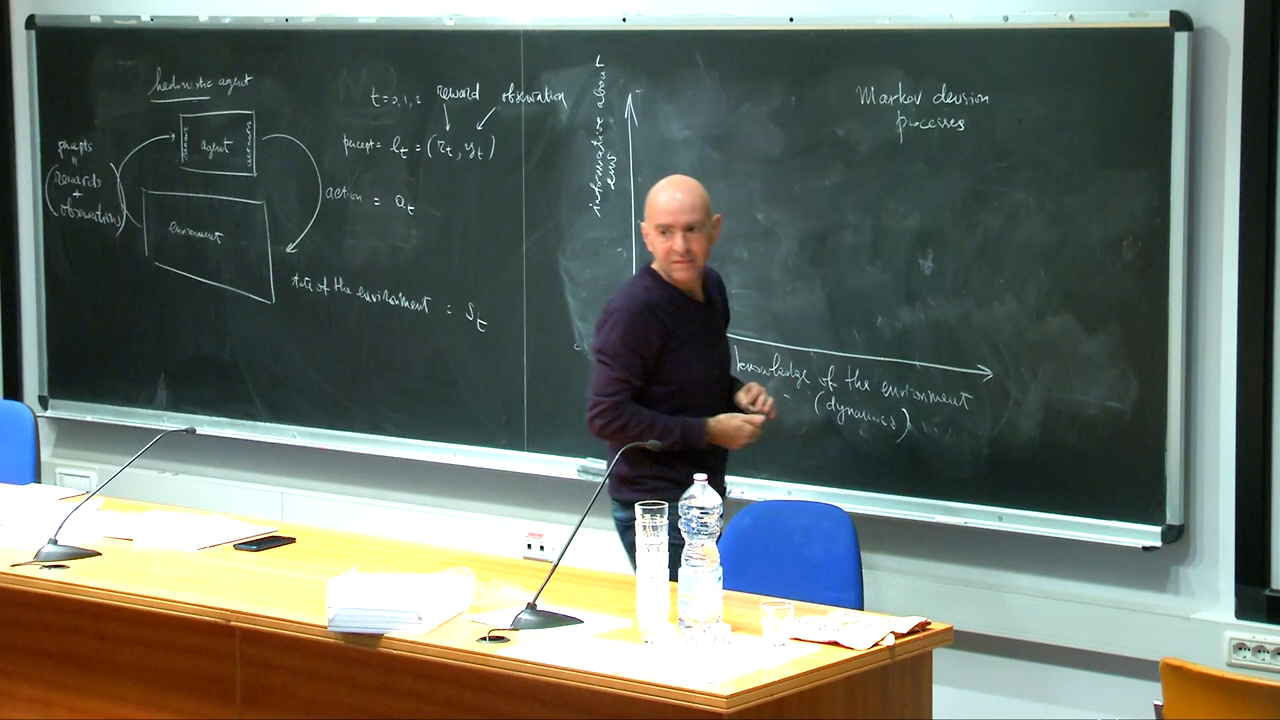 hedonistic agent
agent
percepts
"
(rewards
+
observations)
environment
t=0,1,2
reward
observation
percept = e_t = (r_t, y_t)
action = a_t
state of the environment = s_t
informative about
env
Markov decision
processes
knowledge of the environment
(dynamics)